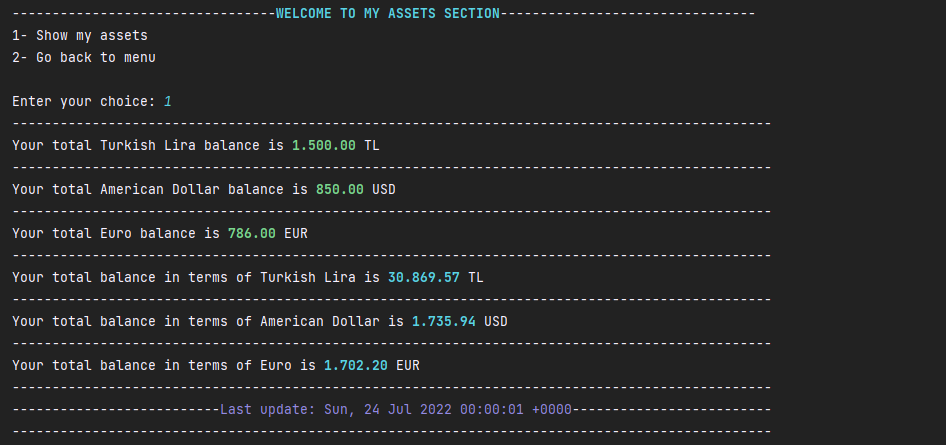 ---------------------------------WELCOME TO MY ASSETS SECTION--------------------------------
1- Show my assets
2- Go back to menu
Enter your choice: 1
-----------------------------------------------------------------------------------------------
Your total Turkish Lira balance is 1.500.00 TL
-----------------------------------------------------------------------------------------------
Your total American Dollar balance is 850.00 USD
-----------------------------------------------------------------------------------------------
Your total Euro balance is 786.00 EUR
-----------------------------------------------------------------------------------------------
Your total balance in terms of Turkish Lira is 30.869.57 TL
-----------------------------------------------------------------------------------------------
Your total balance in terms of American Dollar is 1.735.94 USD
-----------------------------------------------------------------------------------------------
Your total balance in terms of Euro is 1.702.20 EUR
-----------------------------------------------------------------------------------------------
--------------------------Last update: Sun, 24 Jul 2022 00:00:01 +0000-------------------------
-----------------------------------------------------------------------------------------------